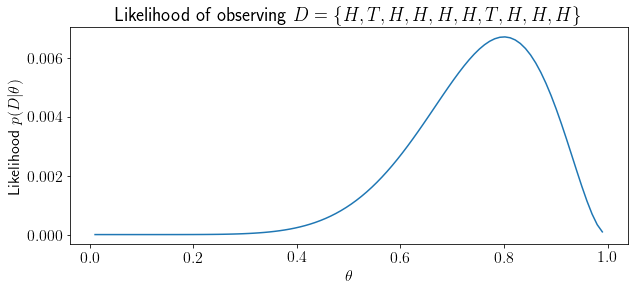 Likelihood of observing D = {H, T, H, H, H, H, T, H, H, H}
Likelihood p(D|θ)
0.006
0.004
0.002
0.000
0.0 0.2 0.4 0.6 0.8 1.0
θ